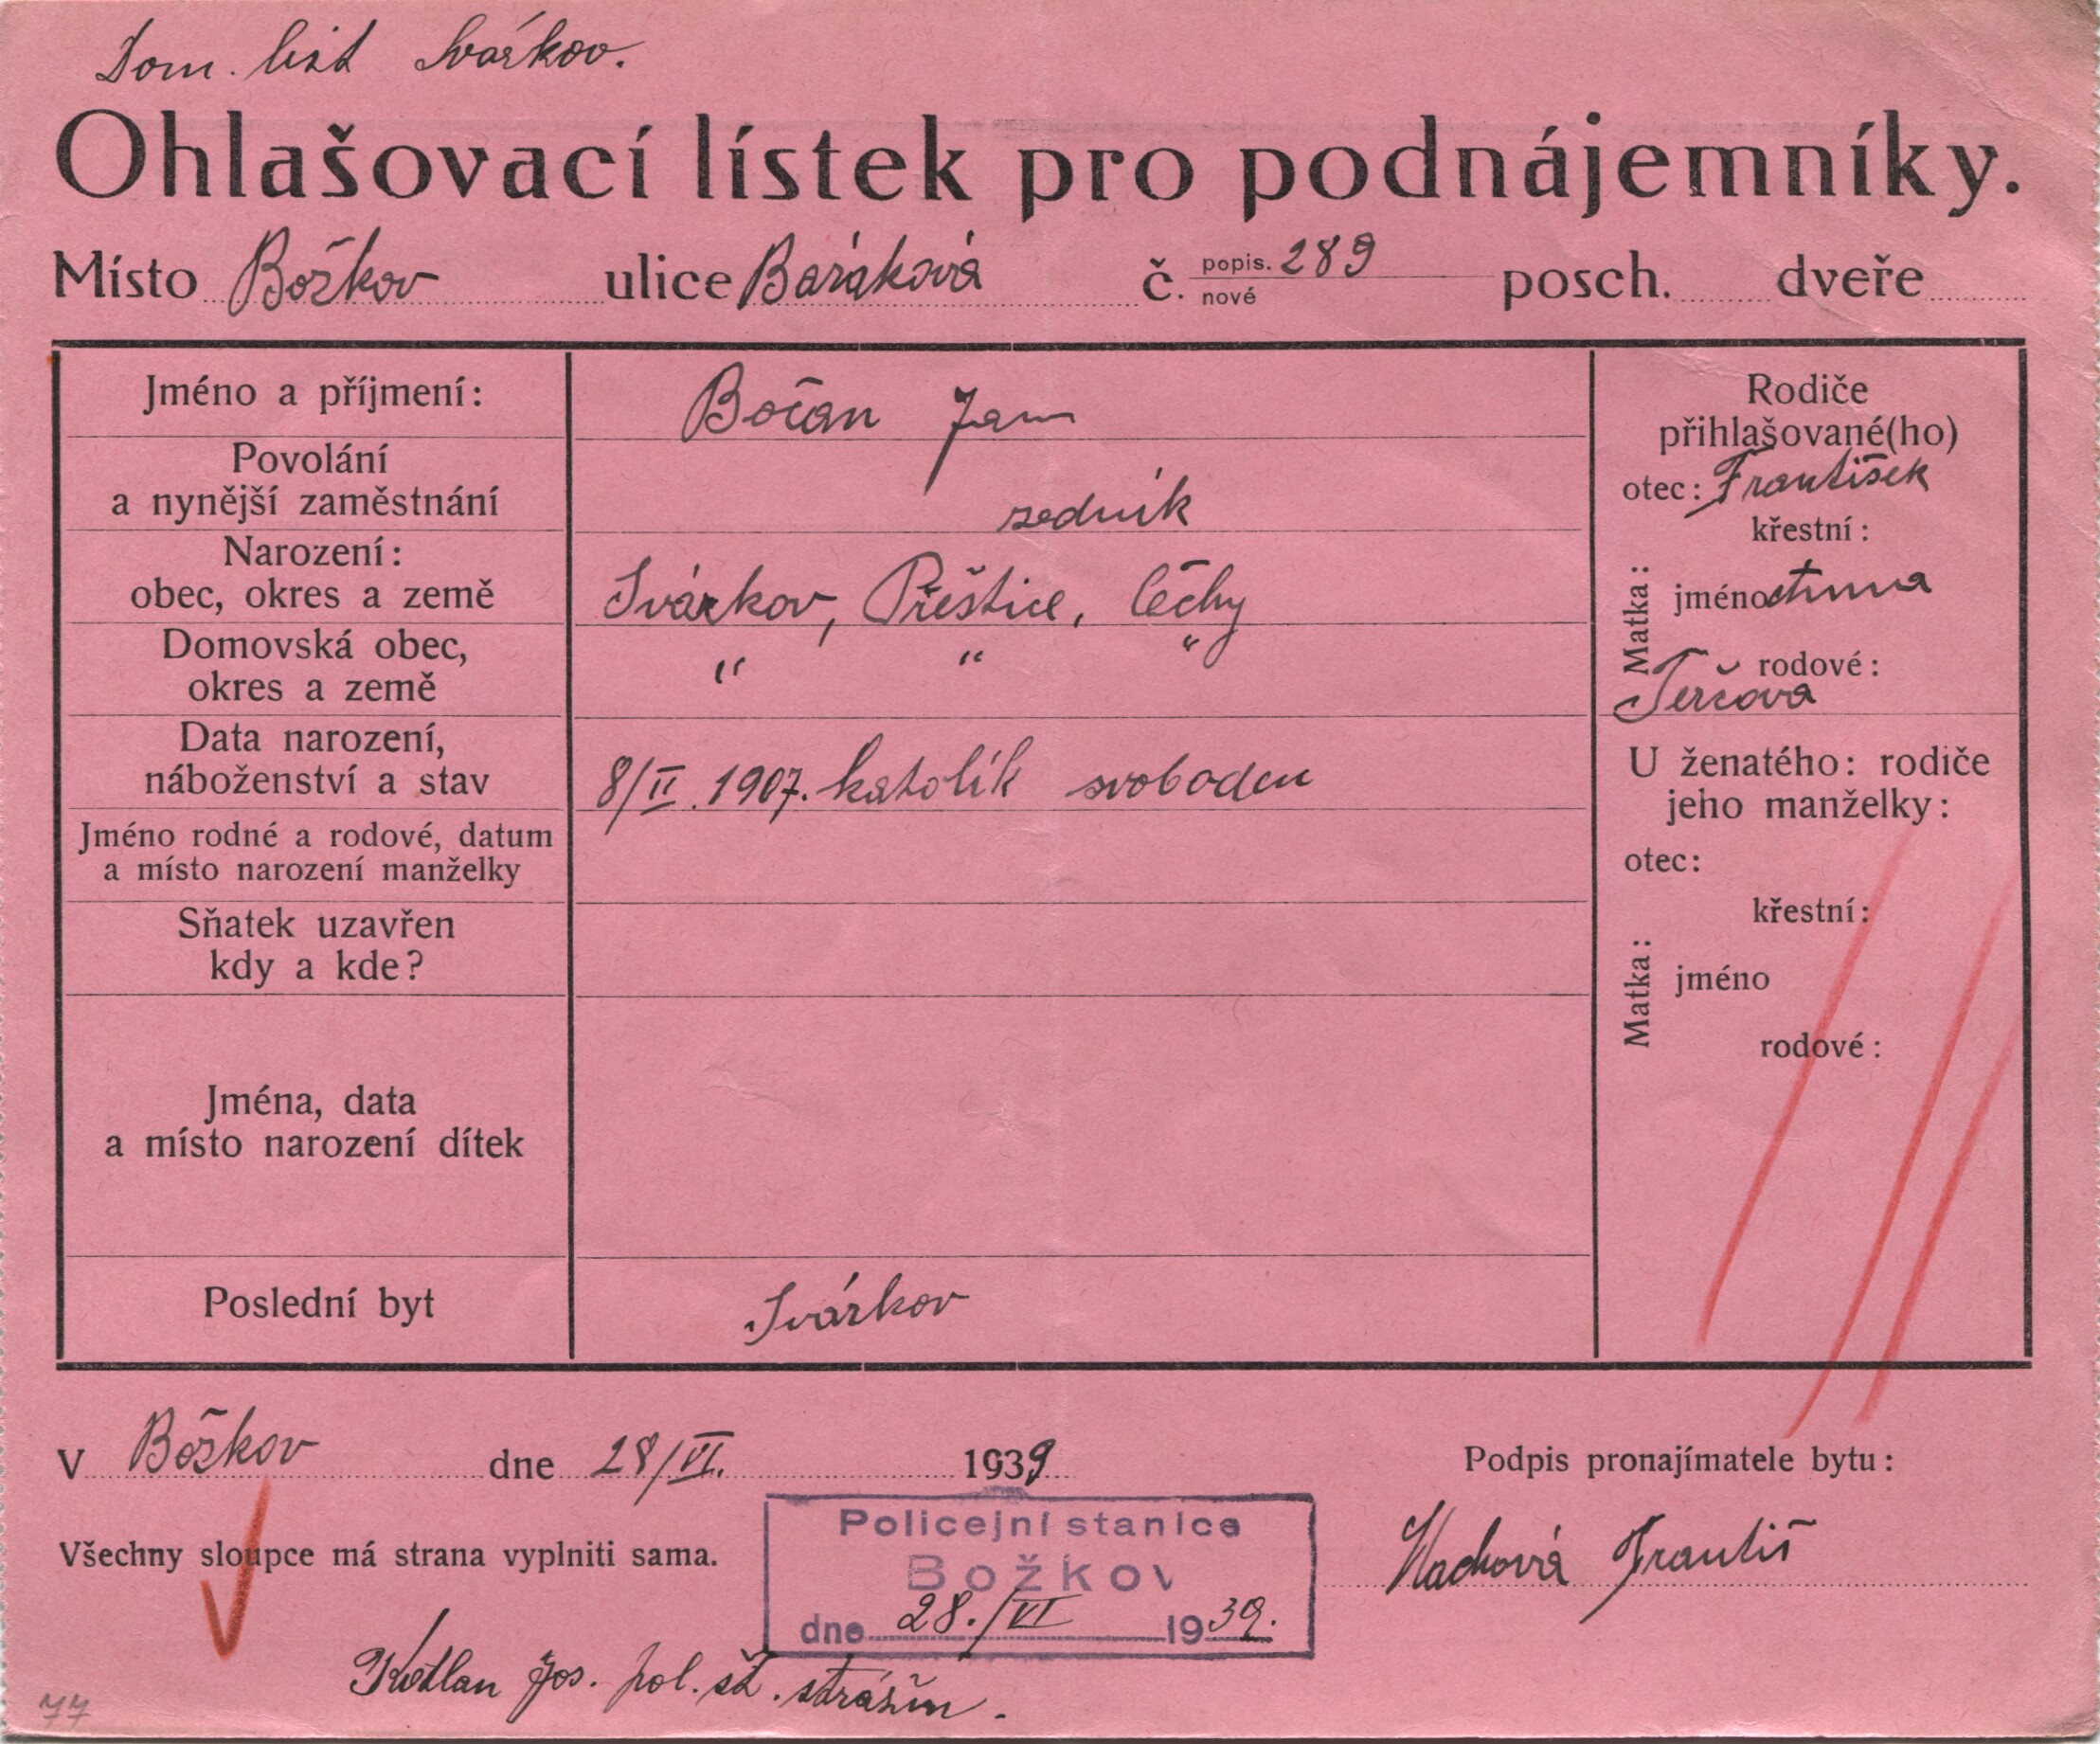 Dom. list Svárkov.
Ohlašovací lístek pro podnájemníky.
Místo Božkov ulice Baráková č. popis. 289 nové posch. dveře
Jméno a příjmení: Bočan Jan
Povolání
a nynější zaměstnání zedník
Narození:
obec, okres a země Svárkov, Přeštice, Čechy
Domovská obec,
okres a země " " "
Data narození,
náboženství a stav 8/II. 1907. katolík svoboden
Jméno rodné a rodové, datum
a místo narození manželky
Sňatek uzavřen
kdy a kde?
Jména, data
a místo narození dítek
Poslední byt Svárkov
Rodiče
přihlašované(ho)
otec: František
Matka:
křestní:
jméno Anna
rodové:
Terčova
U ženatého: rodiče
jeho manželky:
otec:
Matka:
křestní:
jméno
rodové:
V Božkov dne 28/VI. 1939
Podpis pronajímatele bytu:
Všechny sloupce má strana vyplniti sama.
Policejní stanice
Božkov
dne 28./VI 1939.
Vlachová Františ
Kotlan Jos. pol. st. strážm.
77